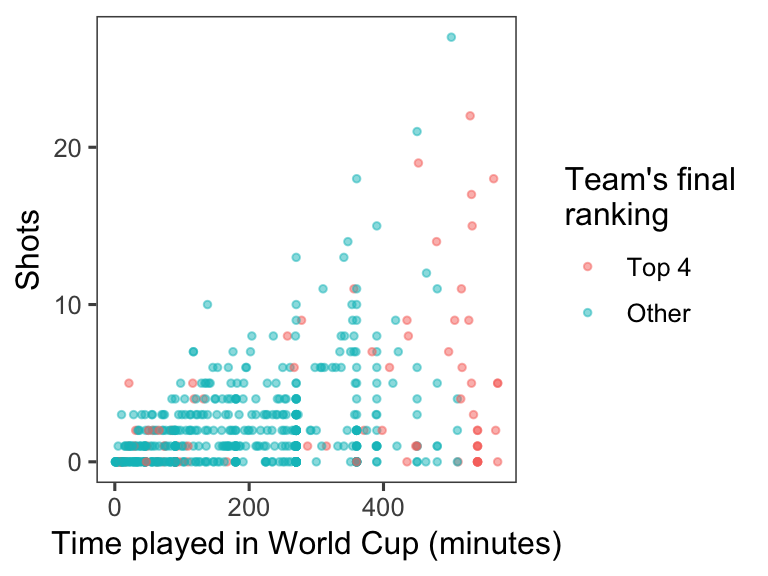 20
10
0
0 200 400
Shots
Time played in World Cup (minutes)
Team's final
ranking
Top 4
Other